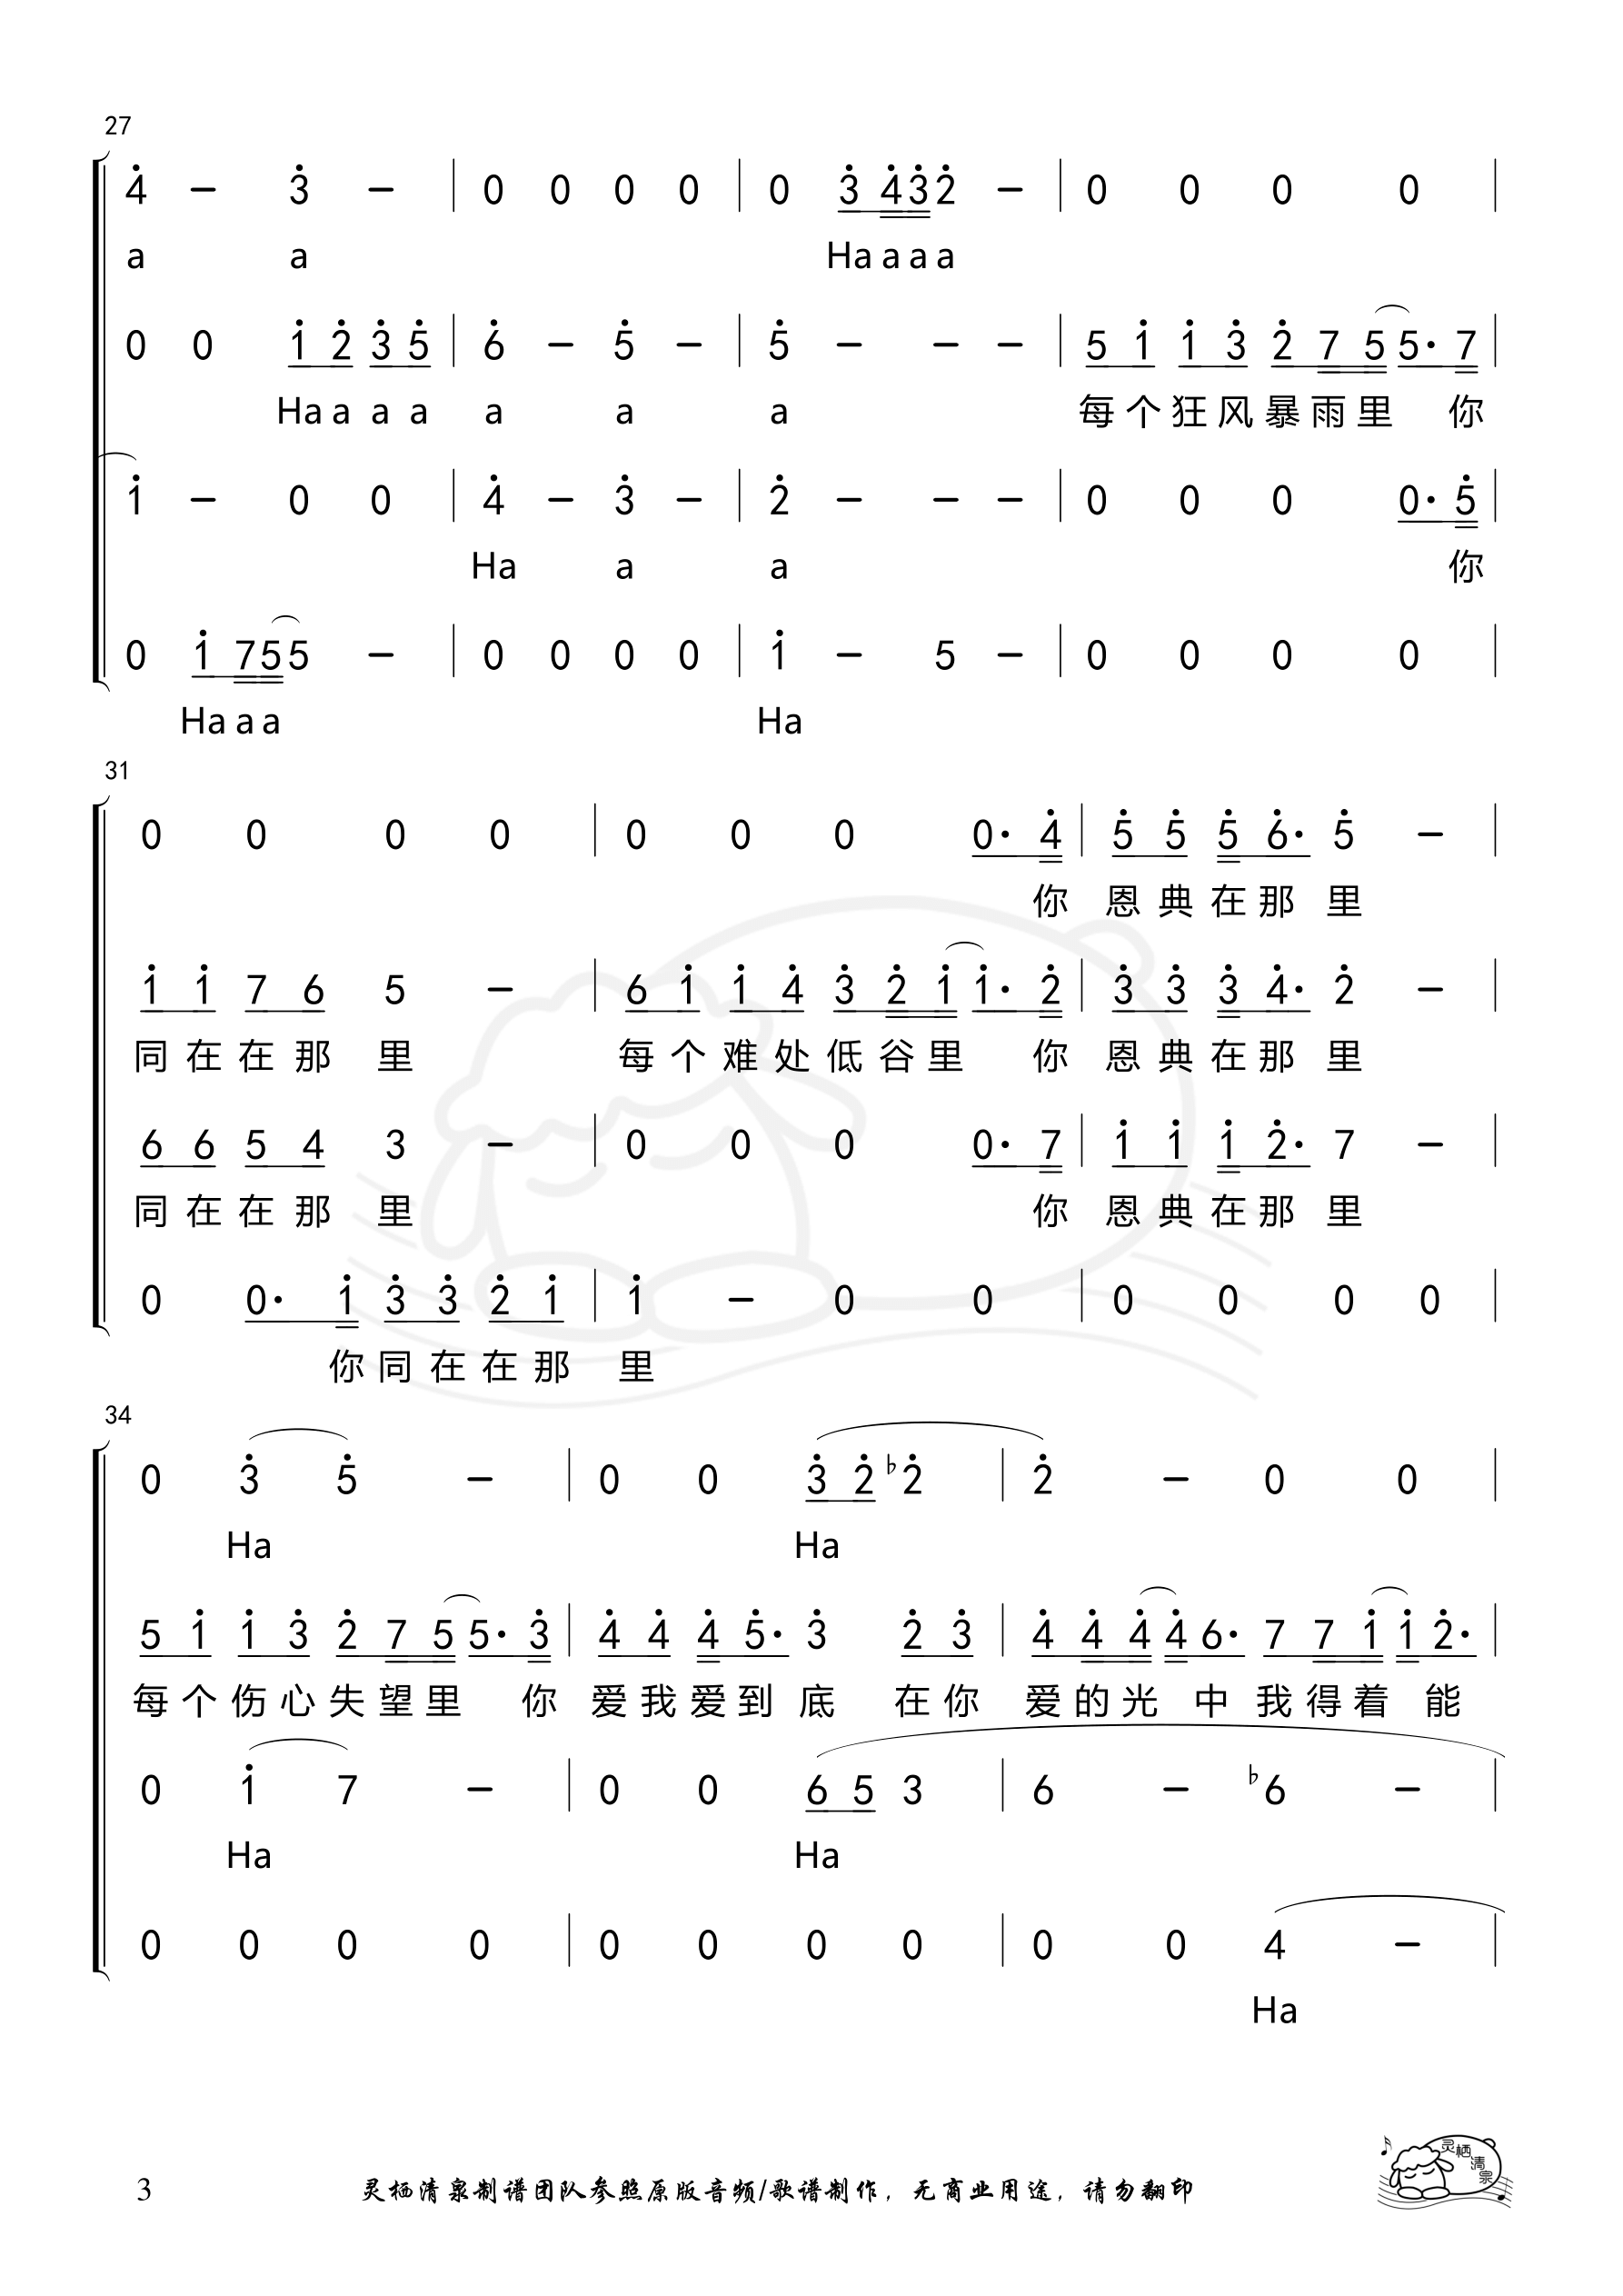 27
4 - 3 - | 0 0 0 0 | 0 3 4 3 2 - | 0 0 0 0 |
a a Ha a a a
0 0 1 2 3 5 | 6 - 5 - | 5 - - - | 5 1 1 3 2 7 5 5· 7 |
Ha a a a a a a 每个狂风暴雨里 你
1 - 0 0 | 4 - 3 - | 2 - - - | 0 0 0 0· 5 |
Ha a a 你
0 1 7 5 5 - | 0 0 0 0 | 1 - 5 - | 0 0 0 0 |
Ha a a Ha
31
0 0 0 0 | 0 0 0 0· 4 | 5 5 5 6· 5 - |
你 恩典在那 里
1 1 7 6 5 - | 6 1 1 4 3 2 1 1· 2 | 3 3 3 4· 2 - |
同在在那 里 每个难处低谷里 你 恩典在那 里
6 6 5 4 3 - | 0 0 0 0· 7 | 1 1 1 2· 7 - |
同在在那 里 你 恩典在那 里
0 0· 1 3 3 2 1 | 1 - 0 0 | 0 0 0 0 |
你同在在那 里
34
0 3 5 - | 0 0 3 2 ♭2 | 2 - 0 0 |
Ha Ha
5 1 1 3 2 7 5 5· 3 | 4 4 4 5· 3 2 3 | 4 4 4 4 6· 7 7 1 1 2· |
每个伤心失望里 你 爱我爱到 底 在你 爱的光 中 我得着 能
0 1 7 - | 0 0 6 5 3 | 6 - ♭6 - |
Ha Ha
0 0 0 0 | 0 0 0 0 | 0 0 4 - |
Ha
3
灵栖清泉制谱团队参照原版音频/歌谱制作，无商业用途，请勿翻印
灵栖清泉